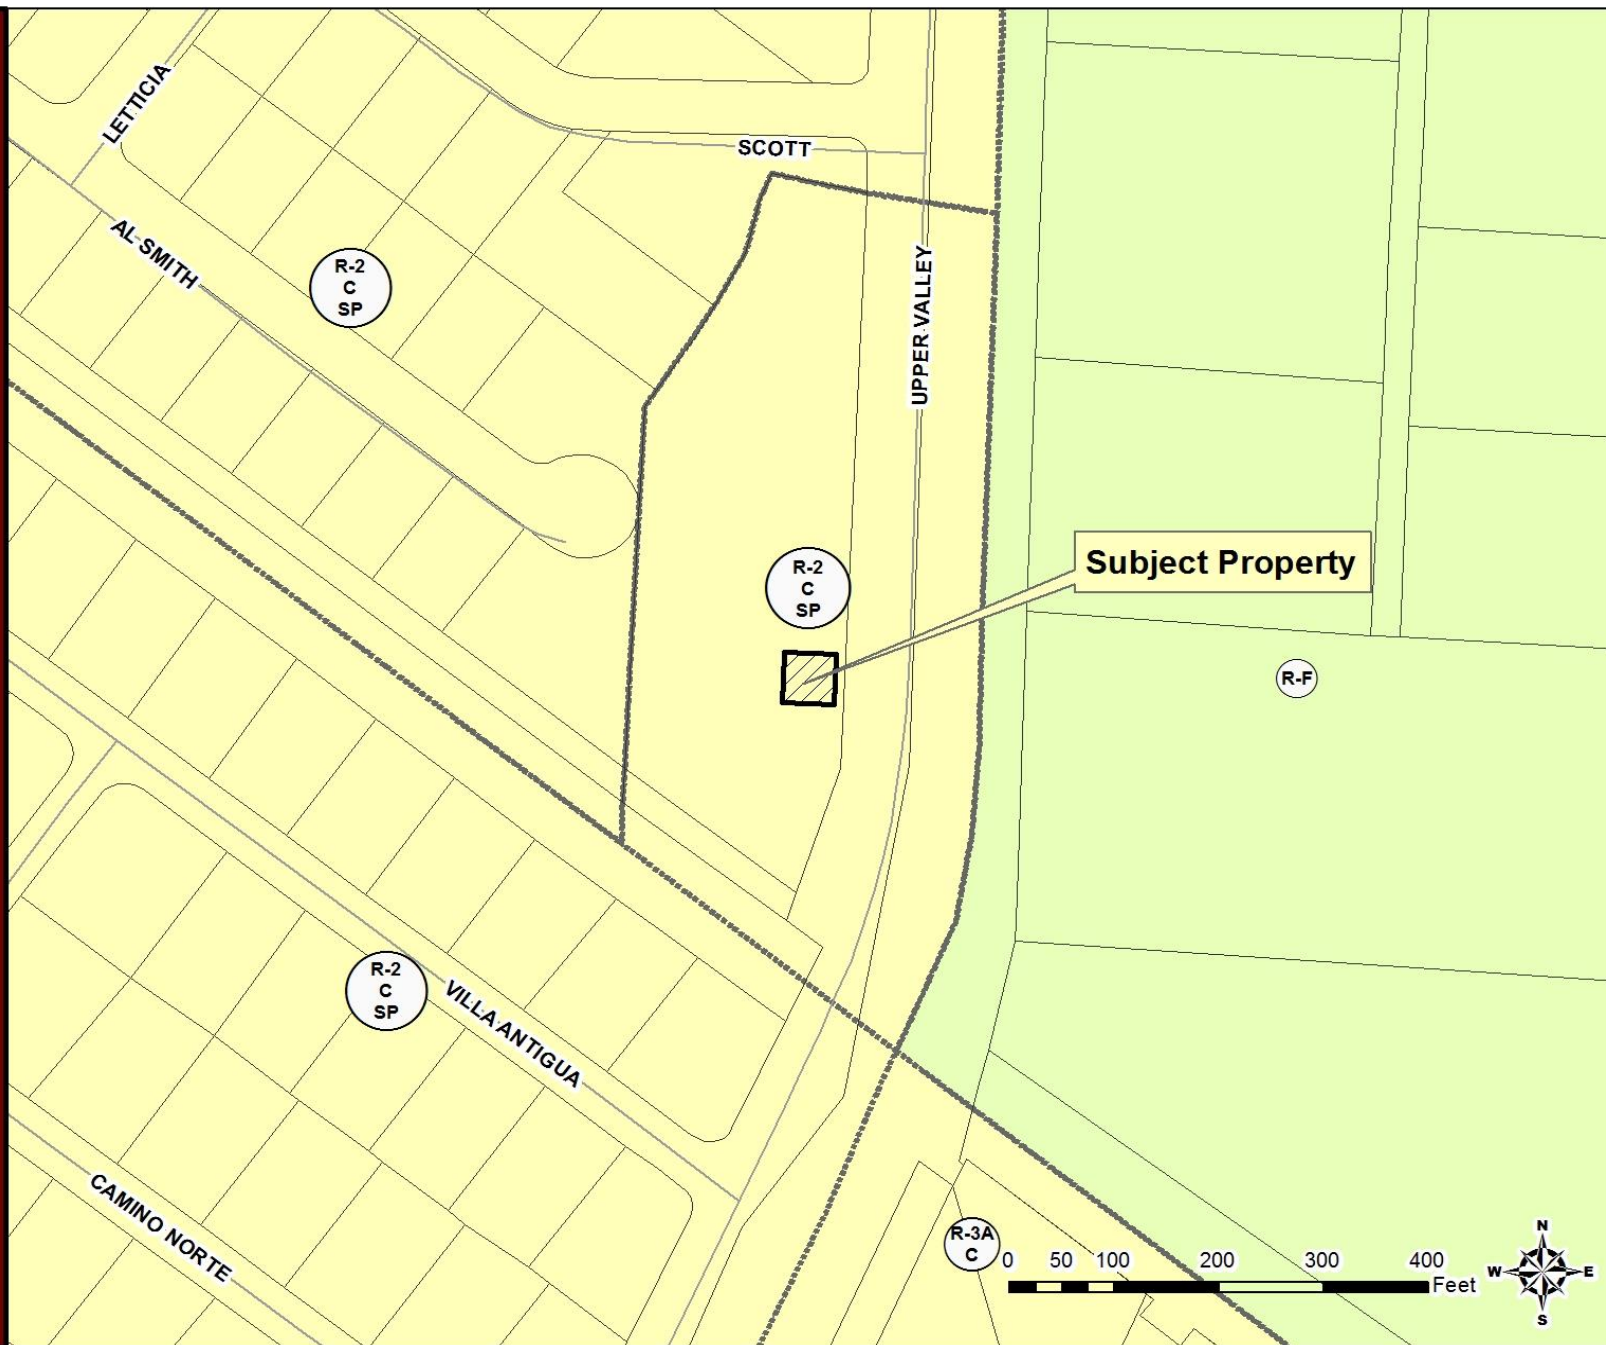 LETTICIA
SCOTT
AL SMITH
R-2
C
SP
UPPER VALLEY
Subject Property
R-2
C
SP
R-F
R-2
C
SP
VILLA ANTIGUA
CAMINO NORTE
R-3A
C
0 50 100 200 300 400
Feet
N
W E
S